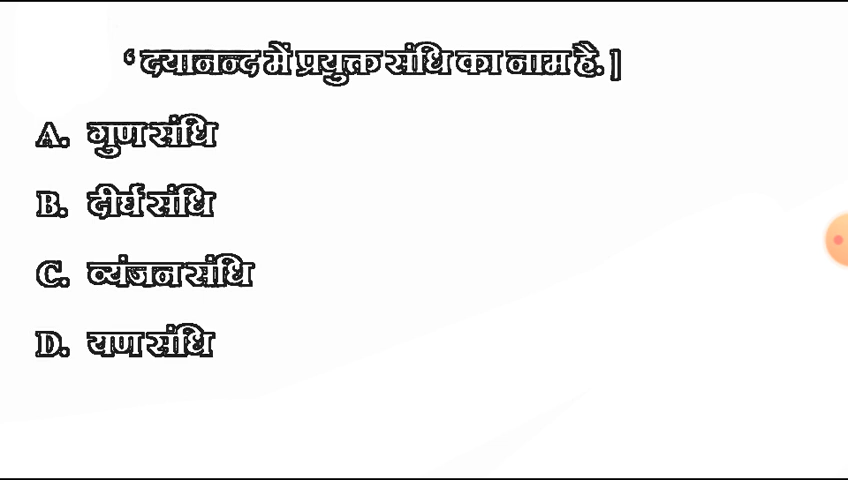 ‘ दयानन्द में प्रयुक्त संधि का नाम है. |
A. गुण संधि
B. दीर्घ संधि
C. व्यंजन संधि
D. यण संधि